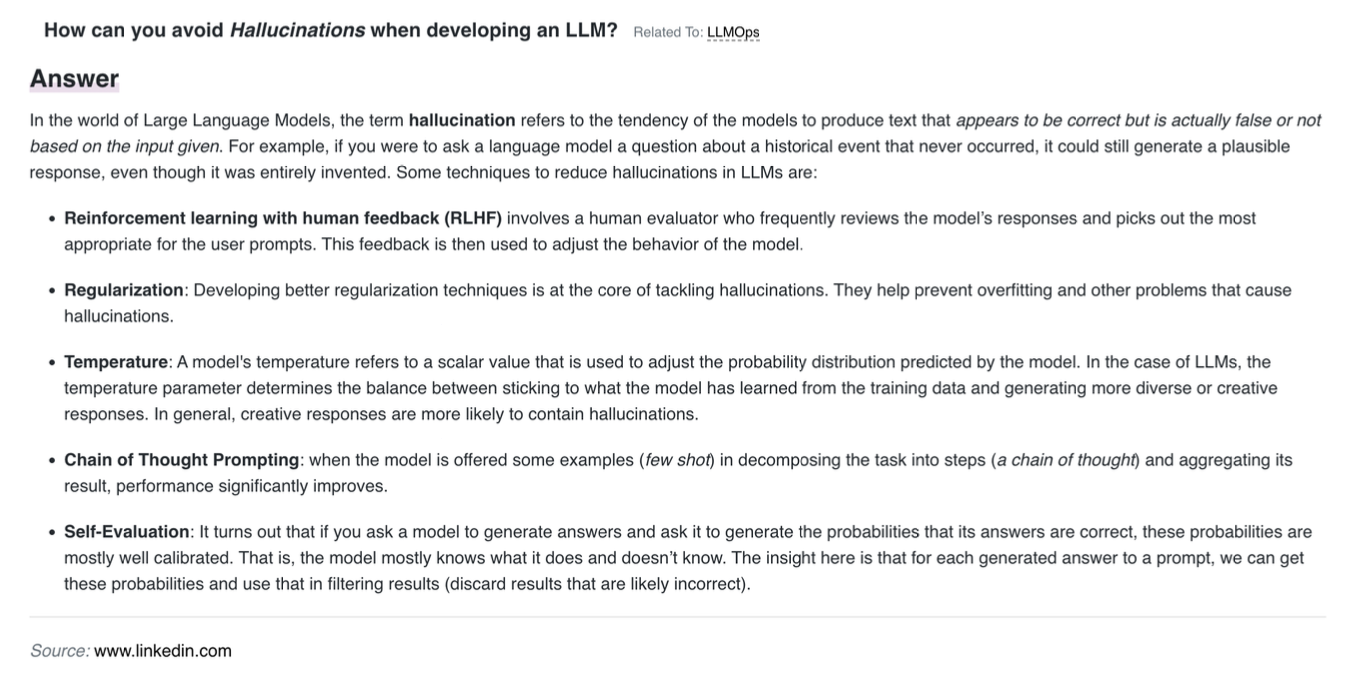 How can you avoid Hallucinations when developing an LLM? Related To: LLMOps
Answer
In the world of Large Language Models, the term hallucination refers to the tendency of the models to produce text that appears to be correct but is actually false or not
based on the input given. For example, if you were to ask a language model a question about a historical event that never occurred, it could still generate a plausible
response, even though it was entirely invented. Some techniques to reduce hallucinations in LLMs are:
• Reinforcement learning with human feedback (RLHF) involves a human evaluator who frequently reviews the model’s responses and picks out the most
appropriate for the user prompts. This feedback is then used to adjust the behavior of the model.
• Regularization: Developing better regularization techniques is at the core of tackling hallucinations. They help prevent overfitting and other problems that cause
hallucinations.
• Temperature: A model's temperature refers to a scalar value that is used to adjust the probability distribution predicted by the model. In the case of LLMs, the
temperature parameter determines the balance between sticking to what the model has learned from the training data and generating more diverse or creative
responses. In general, creative responses are more likely to contain hallucinations.
• Chain of Thought Prompting: when the model is offered some examples (few shot) in decomposing the task into steps (a chain of thought) and aggregating its
result, performance significantly improves.
• Self-Evaluation: It turns out that if you ask a model to generate answers and ask it to generate the probabilities that its answers are correct, these probabilities are
mostly well calibrated. That is, the model mostly knows what it does and doesn’t know. The insight here is that for each generated answer to a prompt, we can get
these probabilities and use that in filtering results (discard results that are likely incorrect).
Source: www.linkedin.com